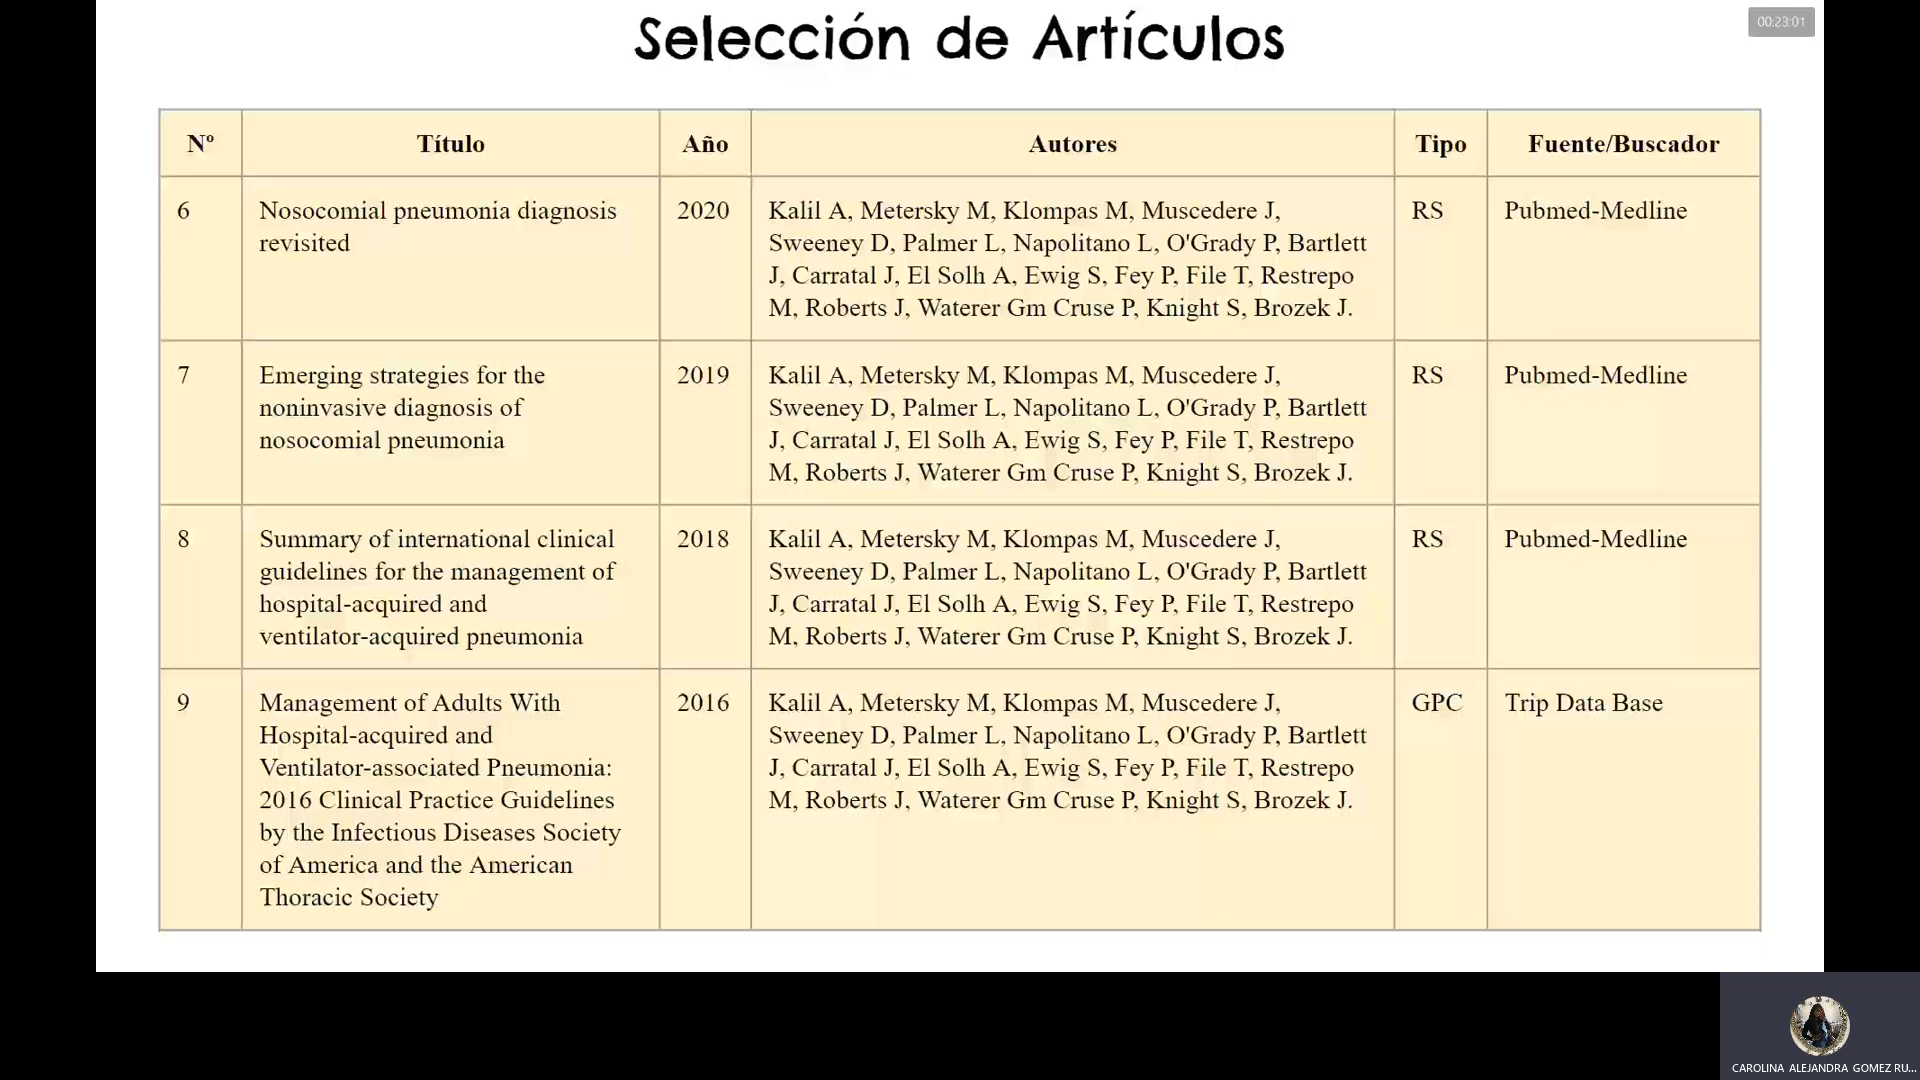 Selección de Artículos
00:23:01
Nº Título Año Autores Tipo Fuente/Buscador
6 Nosocomial pneumonia diagnosis 2020 Kalil A, Metersky M, Klompas M, Muscedere J, RS Pubmed-Medline
revisited Sweeney D, Palmer L, Napolitano L, O'Grady P, Bartlett
J, Carratal J, El Solh A, Ewig S, Fey P, File T, Restrepo
M, Roberts J, Waterer Gm Cruse P, Knight S, Brozek J.
7 Emerging strategies for the 2019 Kalil A, Metersky M, Klompas M, Muscedere J, RS Pubmed-Medline
noninvasive diagnosis of Sweeney D, Palmer L, Napolitano L, O'Grady P, Bartlett
nosocomial pneumonia J, Carratal J, El Solh A, Ewig S, Fey P, File T, Restrepo
M, Roberts J, Waterer Gm Cruse P, Knight S, Brozek J.
8 Summary of international clinical 2018 Kalil A, Metersky M, Klompas M, Muscedere J, RS Pubmed-Medline
guidelines for the management of Sweeney D, Palmer L, Napolitano L, O'Grady P, Bartlett
hospital-acquired and J, Carratal J, El Solh A, Ewig S, Fey P, File T, Restrepo
ventilator-acquired pneumonia M, Roberts J, Waterer Gm Cruse P, Knight S, Brozek J.
9 Management of Adults With 2016 Kalil A, Metersky M, Klompas M, Muscedere J, GPC Trip Data Base
Hospital-acquired and Sweeney D, Palmer L, Napolitano L, O'Grady P, Bartlett
Ventilator-associated Pneumonia: J, Carratal J, El Solh A, Ewig S, Fey P, File T, Restrepo
2016 Clinical Practice Guidelines M, Roberts J, Waterer Gm Cruse P, Knight S, Brozek J.
by the Infectious Diseases Society
of America and the American
Thoracic Society
CAROLINA ALEJANDRA GOMEZ RU...